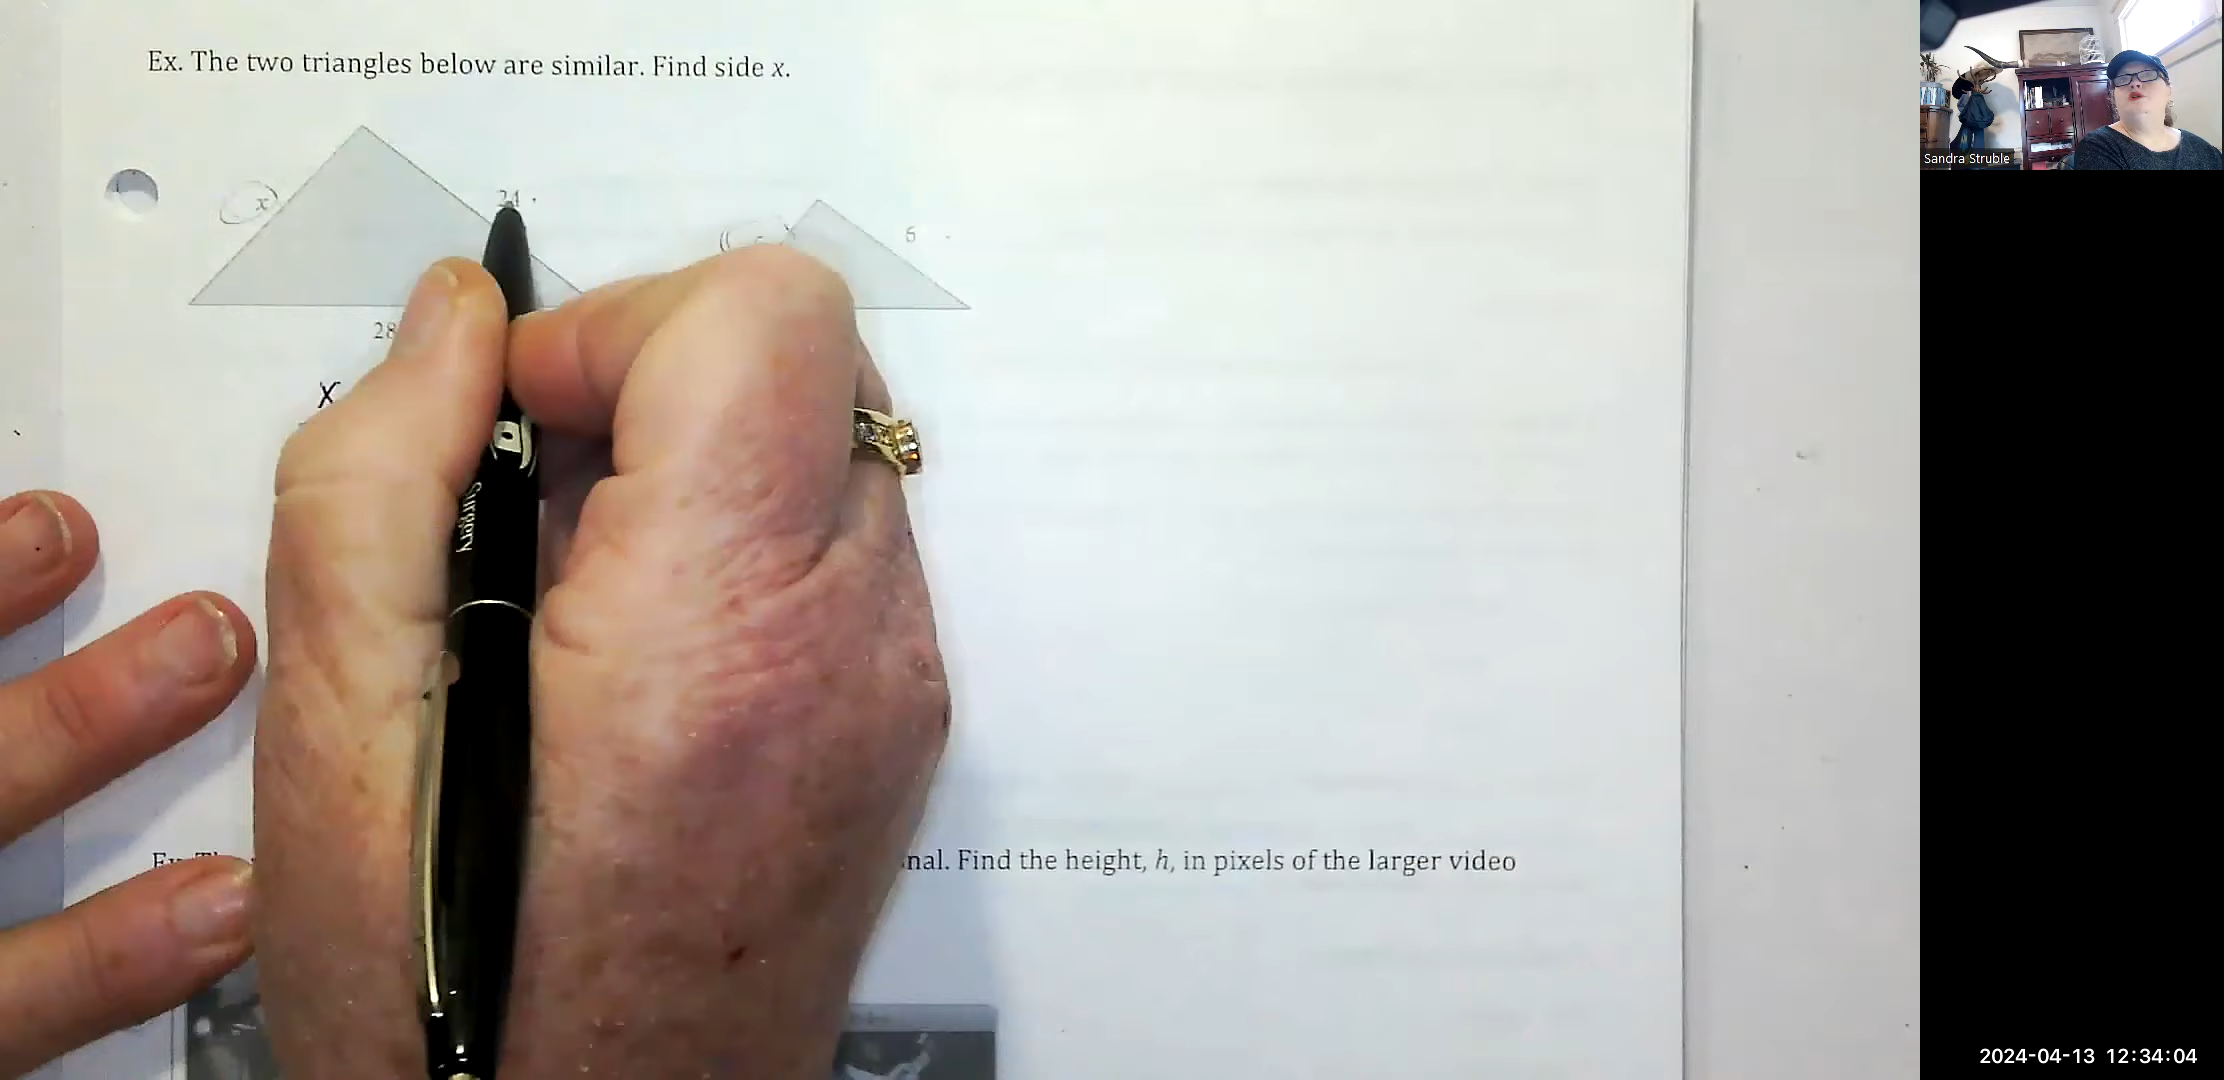 Ex. The two triangles below are similar. Find side x.
x
6
28
X
Surgery
nal. Find the height, h, in pixels of the larger video
Sandra Struble
2024-04-13 12:34:04